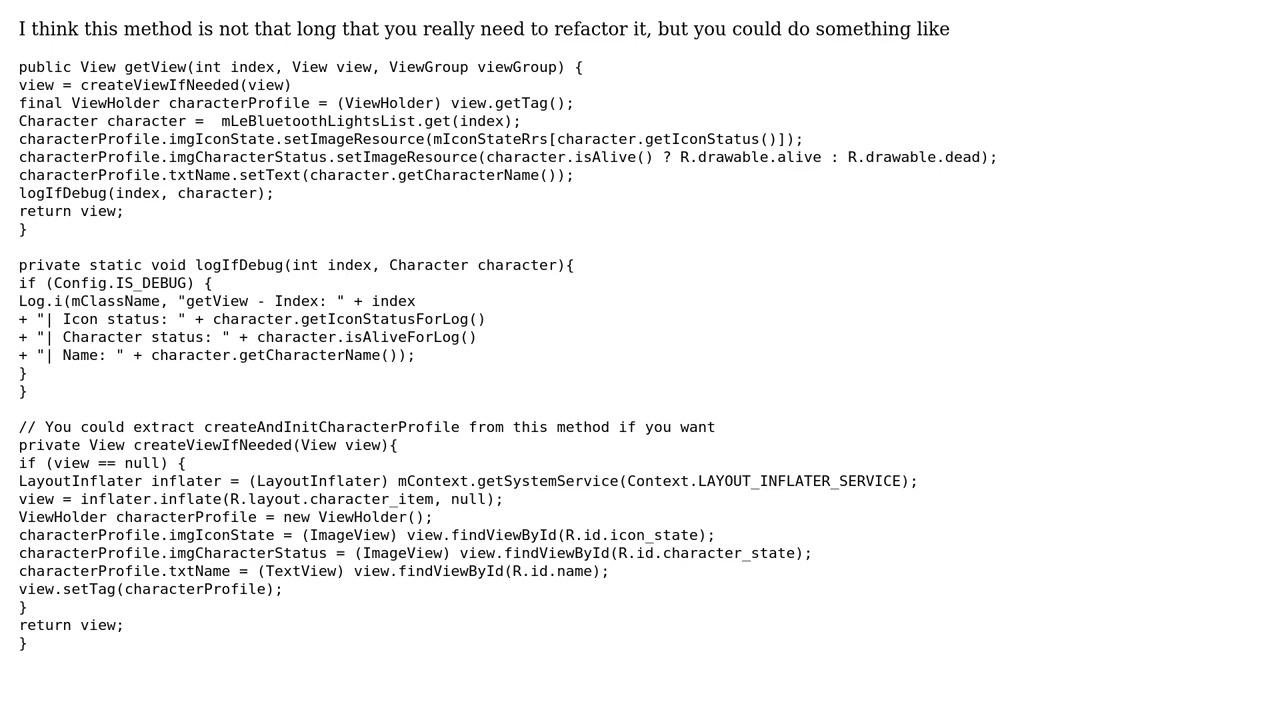 I think this method is not that long that you really need to refactor it, but you could do something like
public View getView(int index, View view, ViewGroup viewGroup) {
view = createViewIfNeeded(view)
final ViewHolder characterProfile = (ViewHolder) view.getTag();
Character character =  mLeBluetoothLightsList.get(index);
characterProfile.imgIconState.setImageResource(mIconStateRrs[character.getIconStatus()]);
characterProfile.imgCharacterStatus.setImageResource(character.isAlive() ? R.drawable.alive : R.drawable.dead);
characterProfile.txtName.setText(character.getCharacterName());
logIfDebug(index, character);
return view;
}

private static void logIfDebug(int index, Character character){
if (Config.IS_DEBUG) {
Log.i(mClassName, "getView - Index: " + index
+ "| Icon status: " + character.getIconStatusForLog()
+ "| Character status: " + character.isAliveForLog()
+ "| Name: " + character.getCharacterName());
}
}

// You could extract createAndInitCharacterProfile from this method if you want
private View createViewIfNeeded(View view){
if (view == null) {
LayoutInflater inflater = (LayoutInflater) mContext.getSystemService(Context.LAYOUT_INFLATER_SERVICE);
view = inflater.inflate(R.layout.character_item, null);
ViewHolder characterProfile = new ViewHolder();
characterProfile.imgIconState = (ImageView) view.findViewById(R.id.icon_state);
characterProfile.imgCharacterStatus = (ImageView) view.findViewById(R.id.character_state);
characterProfile.txtName = (TextView) view.findViewById(R.id.name);
view.setTag(characterProfile);
}
return view;
}